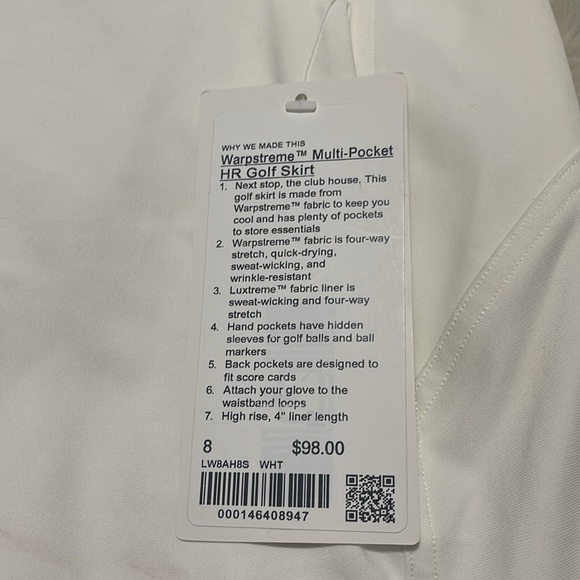 WHY WE MADE THIS
Warpstreme™ Multi-Pocket
HR Golf Skirt
1. Next stop, the club house. This
golf skirt is made from
Warpstreme™ fabric to keep you
cool and has plenty of pockets
to store essentials
2. Warpstreme™ fabric is four-way
stretch, quick-drying,
sweat-wicking, and
wrinkle-resistant
3. Luxtreme™ fabric liner is
sweat-wicking and four-way
stretch
4. Hand pockets have hidden
sleeves for golf balls and ball
markers
5. Back pockets are designed to
fit score cards
6. Attach your glove to the
waistband loops
7. High rise, 4" liner length
8 $98.00
LW8AH8S WHT
000146408947